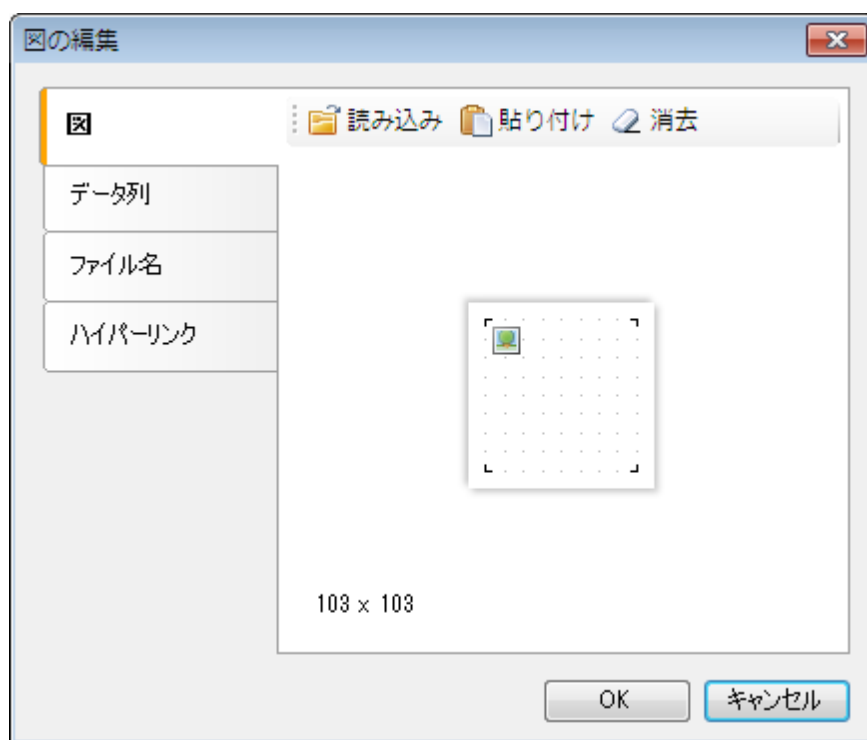 図の編集
図
読み込み 貼り付け 消去
データ列
ファイル名
ハイパーリンク
103 x 103
OK キャンセル